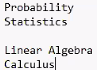 Probability
Statistics

Linear Algebra
Calculus